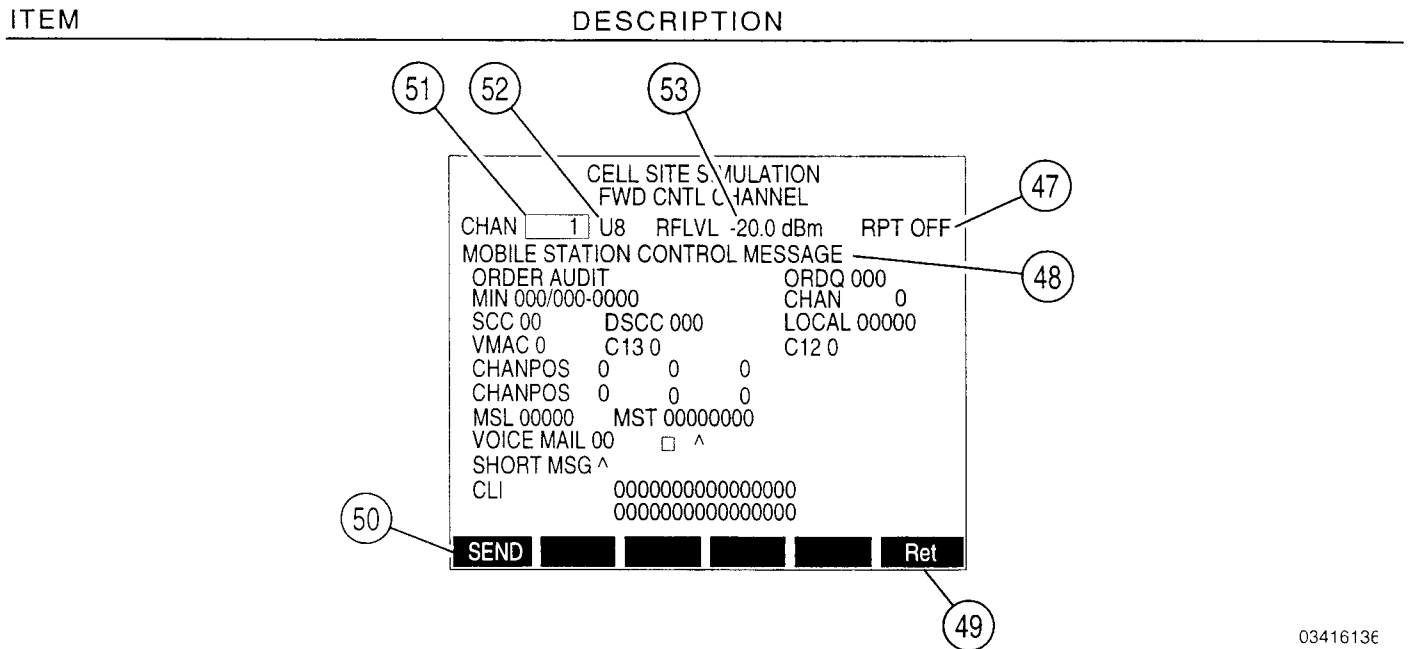 ITEM DESCRIPTION
51 52 53
CELL SITE SIMULATION
FWD CNTL CHANNEL
47
CHAN 1 U8 RFLVL -20.0 dBm RPT OFF
MOBILE STATION CONTROL MESSAGE
48
ORDER AUDIT ORDQ 000
MIN 000/000-0000 CHAN 0
SCC 00 DSCC 000 LOCAL 00000
VMAC 0 C13 0 C12 0
CHANPOS 0 0 0
CHANPOS 0 0 0
MSL 00000 MST 00000000
VOICE MAIL 00 □ ^
SHORT MSG ^
CLI 0000000000000000
0000000000000000
50
SEND Ret
49
03416136